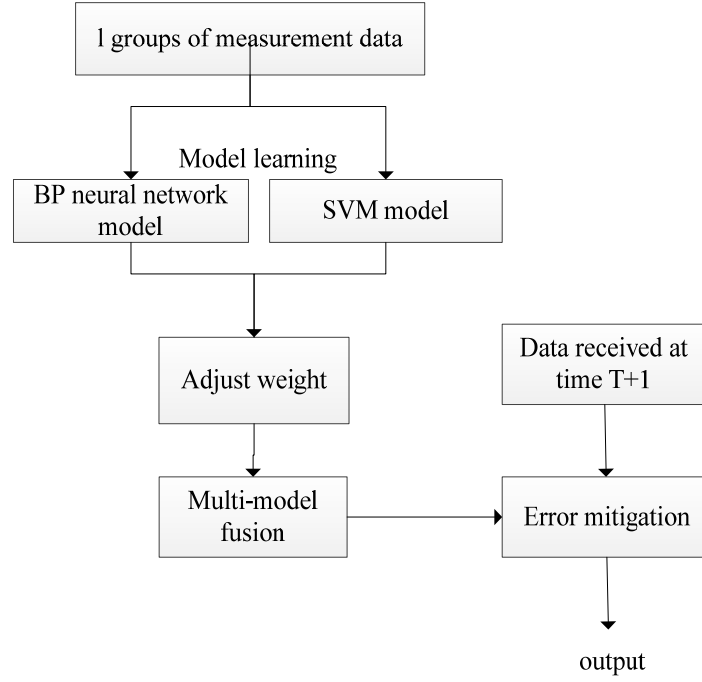 l groups of measurement data
Model learning
BP neural network
model
SVM model
Adjust weight
Data received at
time T+1
Multi-model
fusion
Error mitigation
output